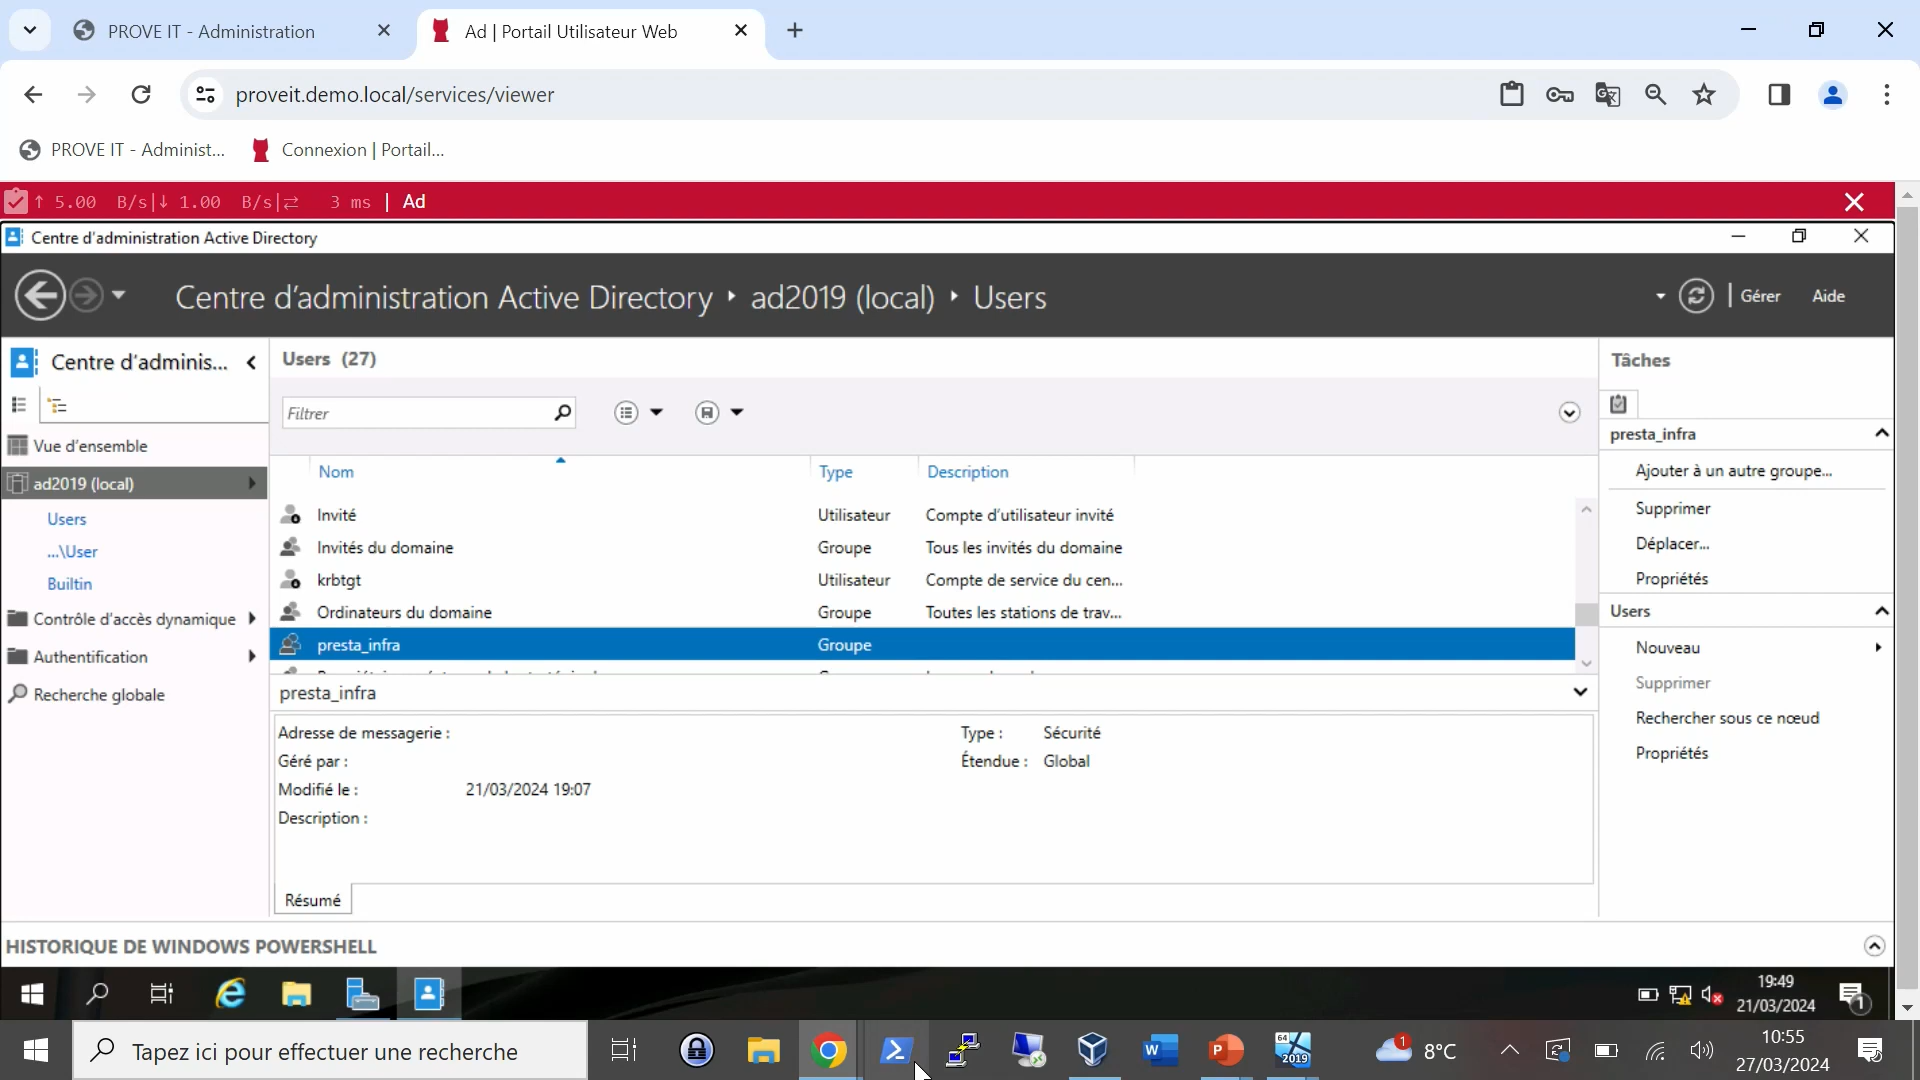 PROVE IT - Administration
Ad | Portail Utilisateur Web
proveit.demo.local/services/viewer
PROVE IT - Administ...
Connexion | Portail...
↑ 5.00 B/s|↓ 1.00 B/s|⇄ 3 ms | Ad
Centre d'administration Active Directory
Centre d'administration Active Directory ‣ ad2019 (local) ‣ Users
Gérer
Aide
Centre d'adminis...
Vue d'ensemble
ad2019 (local)
Users
...\User
Builtin
Contrôle d'accès dynamique
Authentification
Recherche globale
Users (27)
Filtrer
Nom Type Description
Invité Utilisateur Compte d'utilisateur invité
Invités du domaine Groupe Tous les invités du domaine
krbtgt Utilisateur Compte de service du cen...
Ordinateurs du domaine Groupe Toutes les stations de trav...
presta_infra Groupe
presta_infra
Adresse de messagerie :
Géré par :
Modifié le : 21/03/2024 19:07
Description :
Type : Sécurité
Étendue : Global
Résumé
Tâches
presta_infra
Ajouter à un autre groupe...
Supprimer
Déplacer...
Propriétés
Users
Nouveau
Supprimer
Rechercher sous ce nœud
Propriétés
HISTORIQUE DE WINDOWS POWERSHELL
19:49
21/03/2024
1
Tapez ici pour effectuer une recherche
64
2019
1
8°C
10:55
27/03/2024